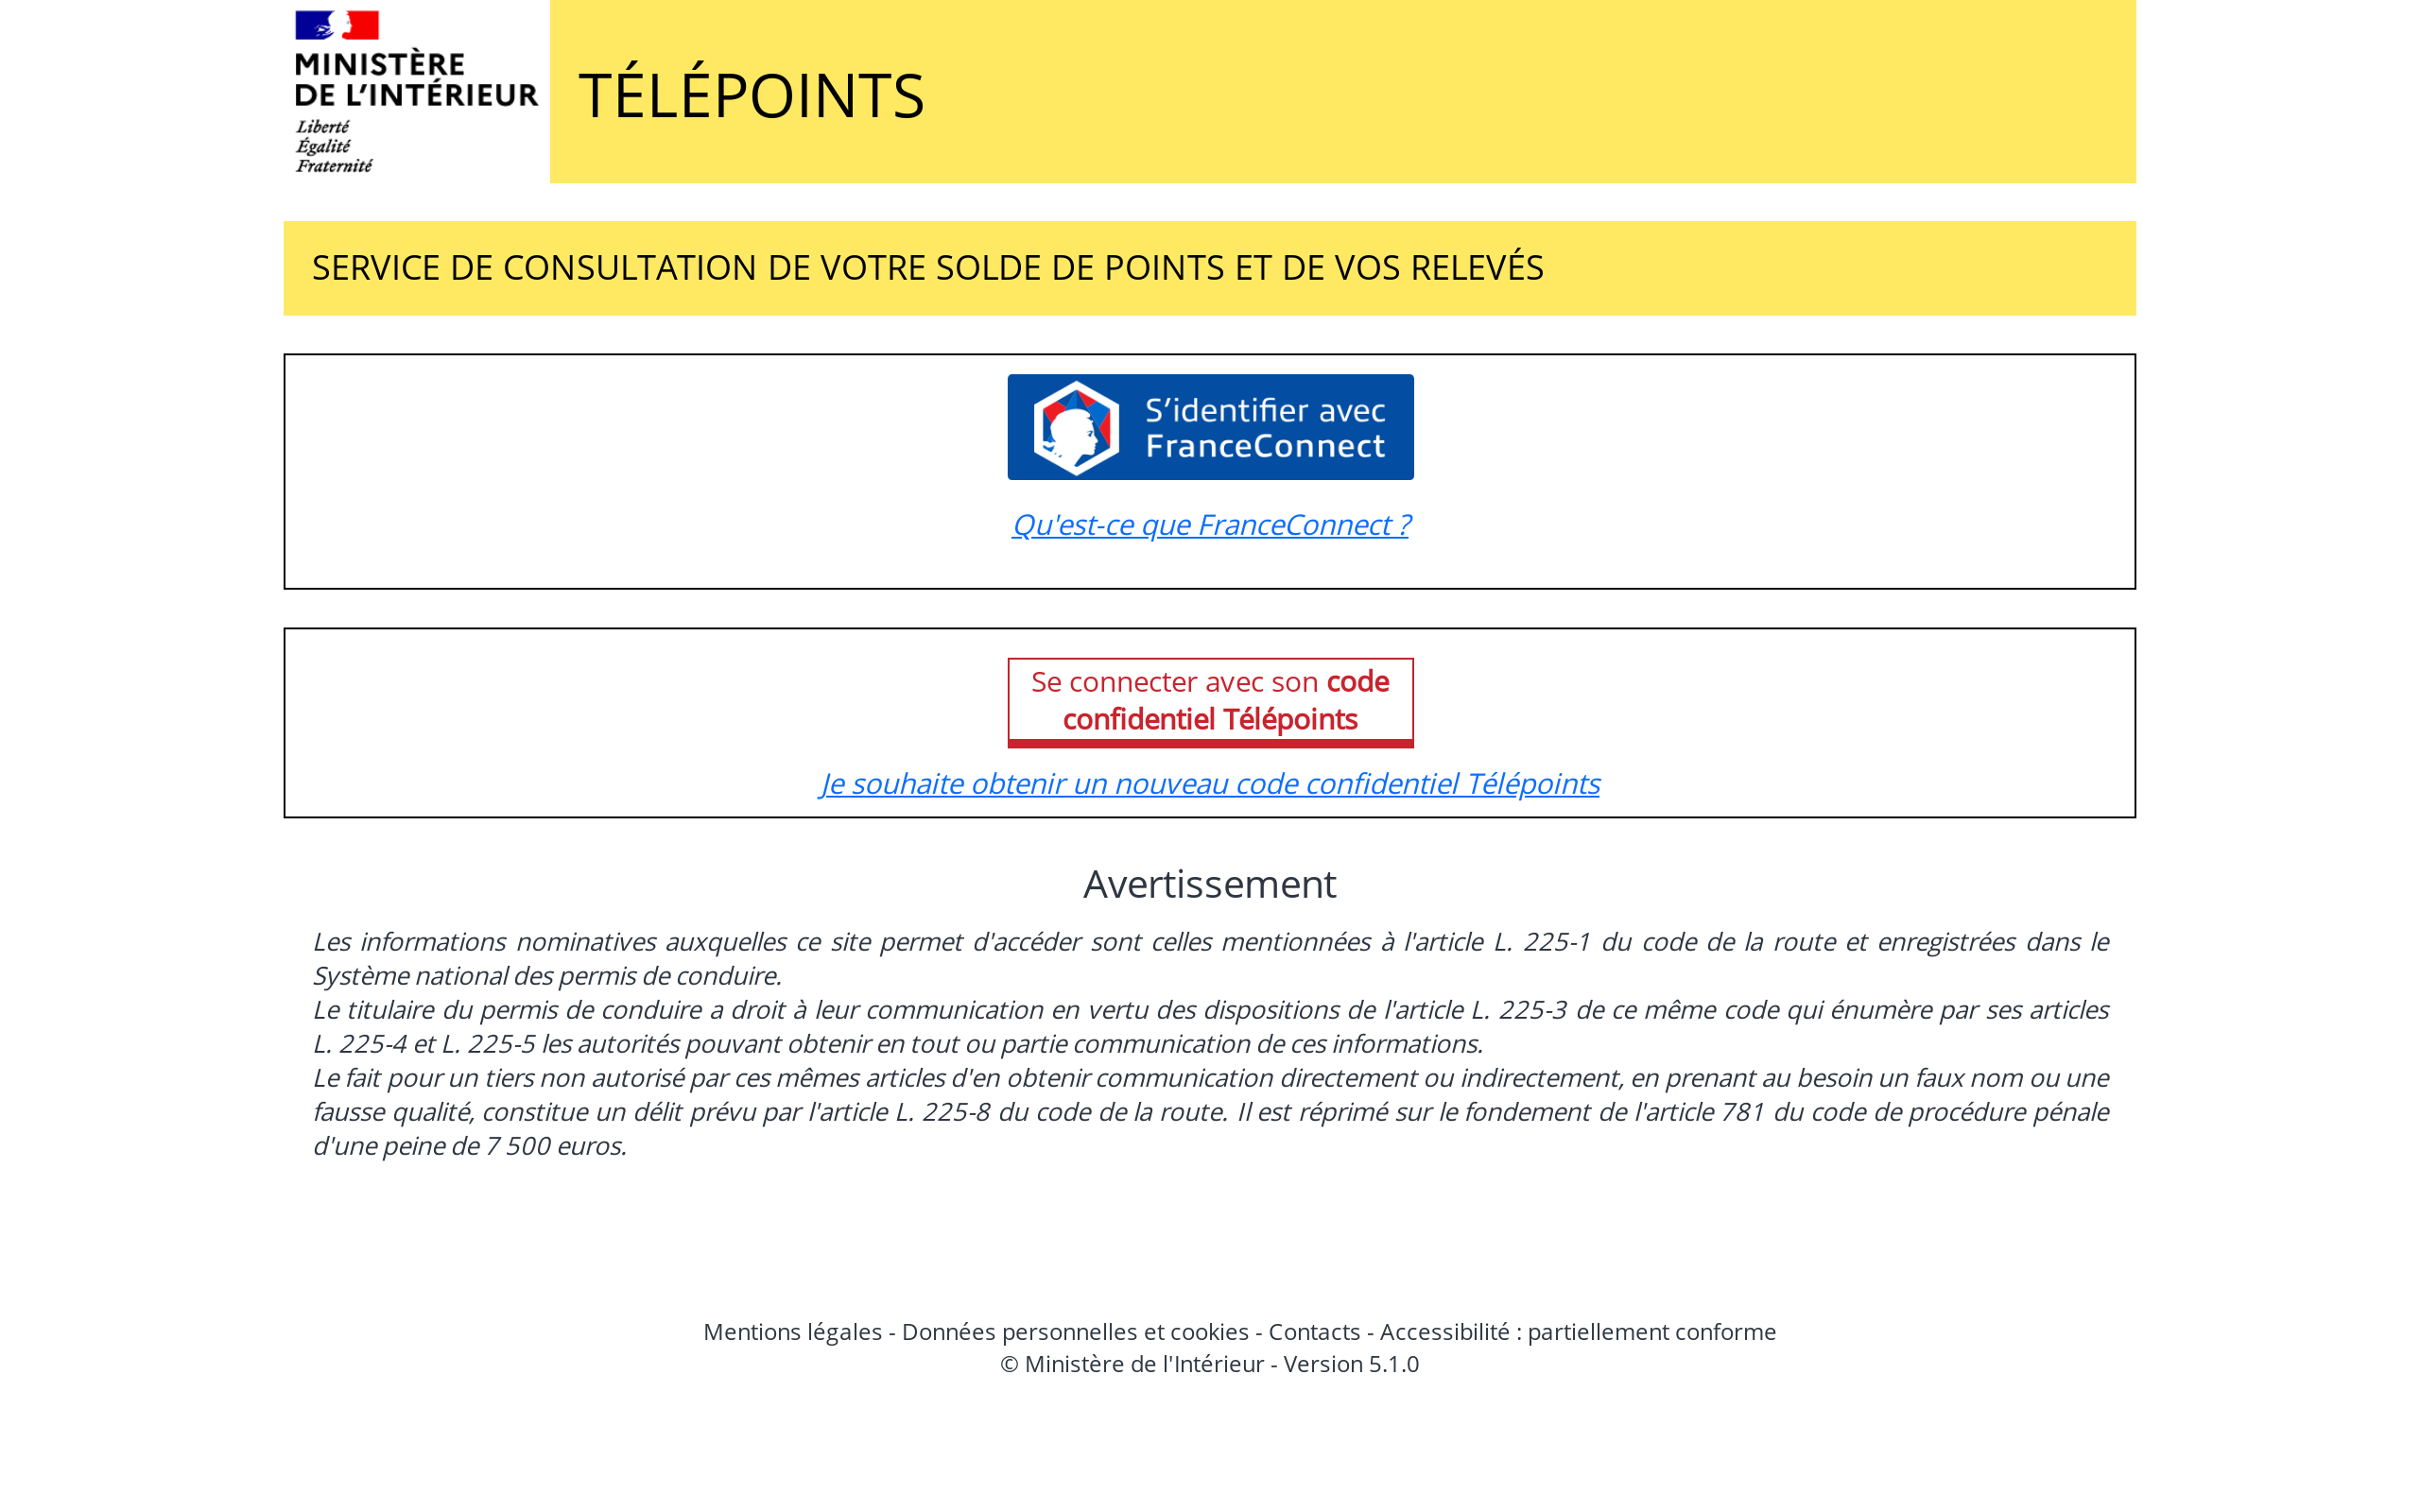 MINISTÈRE
DE L'INTÉRIEUR
Liberté
Égalité
Fraternité
TÉLÉPOINTS
SERVICE DE CONSULTATION DE VOTRE SOLDE DE POINTS ET DE VOS RELEVÉS
S'identifier avec
FranceConnect
Qu'est-ce que FranceConnect ?
Se connecter avec son code
confidentiel Télépoints
Je souhaite obtenir un nouveau code confidentiel Télépoints
Avertissement
Les informations nominatives auxquelles ce site permet d'accéder sont celles mentionnées à l'article L. 225-1 du code de la route et enregistrées dans le
Système national des permis de conduire.
Le titulaire du permis de conduire a droit à leur communication en vertu des dispositions de l'article L. 225-3 de ce même code qui énumère par ses articles
L. 225-4 et L. 225-5 les autorités pouvant obtenir en tout ou partie communication de ces informations.
Le fait pour un tiers non autorisé par ces mêmes articles d'en obtenir communication directement ou indirectement, en prenant au besoin un faux nom ou une
fausse qualité, constitue un délit prévu par l'article L. 225-8 du code de la route. Il est réprimé sur le fondement de l'article 781 du code de procédure pénale
d'une peine de 7 500 euros.
Mentions légales - Données personnelles et cookies - Contacts - Accessibilité : partiellement conforme
© Ministère de l'Intérieur - Version 5.1.0